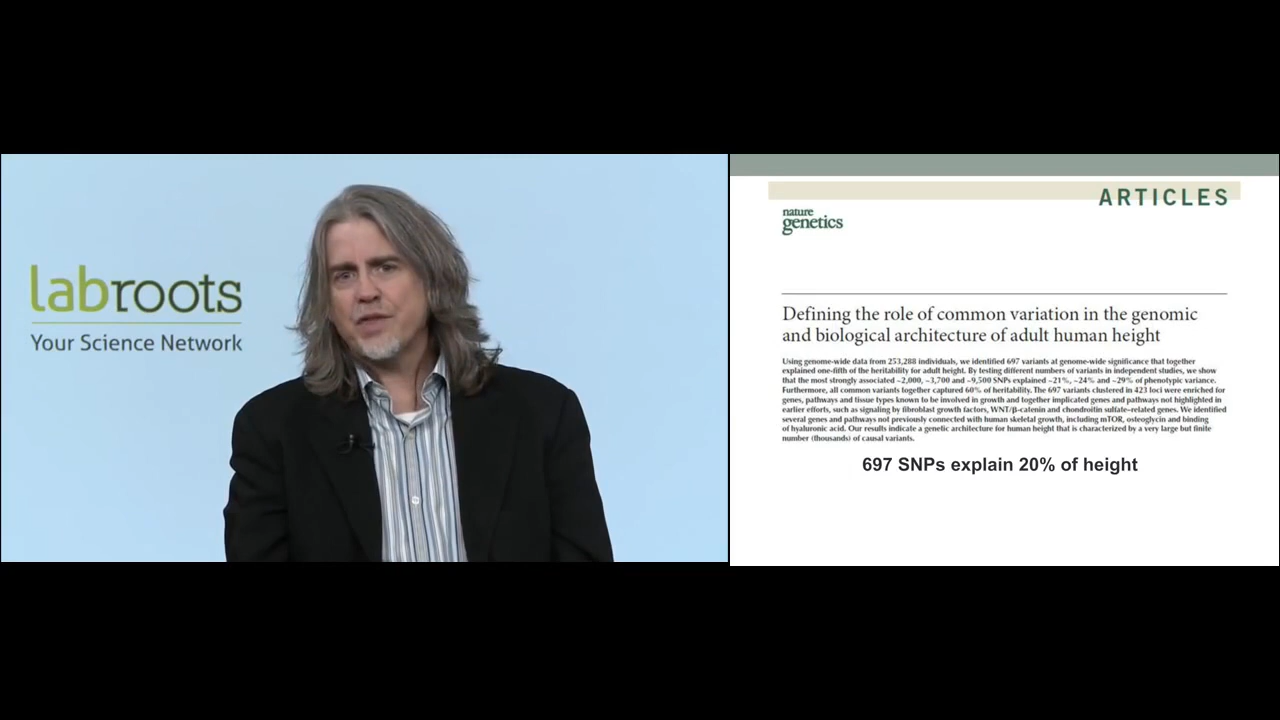 labroots
Your Science Network
ARTICLES
nature
genetics
Defining the role of common variation in the genomic
and biological architecture of adult human height
Using genome-wide data from 253,288 individuals, we identified 697 variants at genome-wide significance that together
explained one-fifth of the heritability for adult height. By testing different numbers of variants in independent studies, we show
that the most strongly associated ~2,000, ~3,700 and ~9,500 SNPs explained ~21%, ~24% and ~29% of phenotypic variance.
Furthermore, all common variants together captured 60% of heritability. The 697 variants clustered in 423 loci were enriched for
genes, pathways and tissue types known to be involved in growth and together implicated genes and pathways not highlighted in
earlier efforts, such as signaling by fibroblast growth factors, WNT/β-catenin and chondroitin sulfate–related genes. We identified
several genes and pathways not previously connected with human skeletal growth, including mTOR, osteoglycin and binding
of hyaluronic acid. Our results indicate a genetic architecture for human height that is characterized by a very large but finite
number (thousands) of causal variants.
697 SNPs explain 20% of height